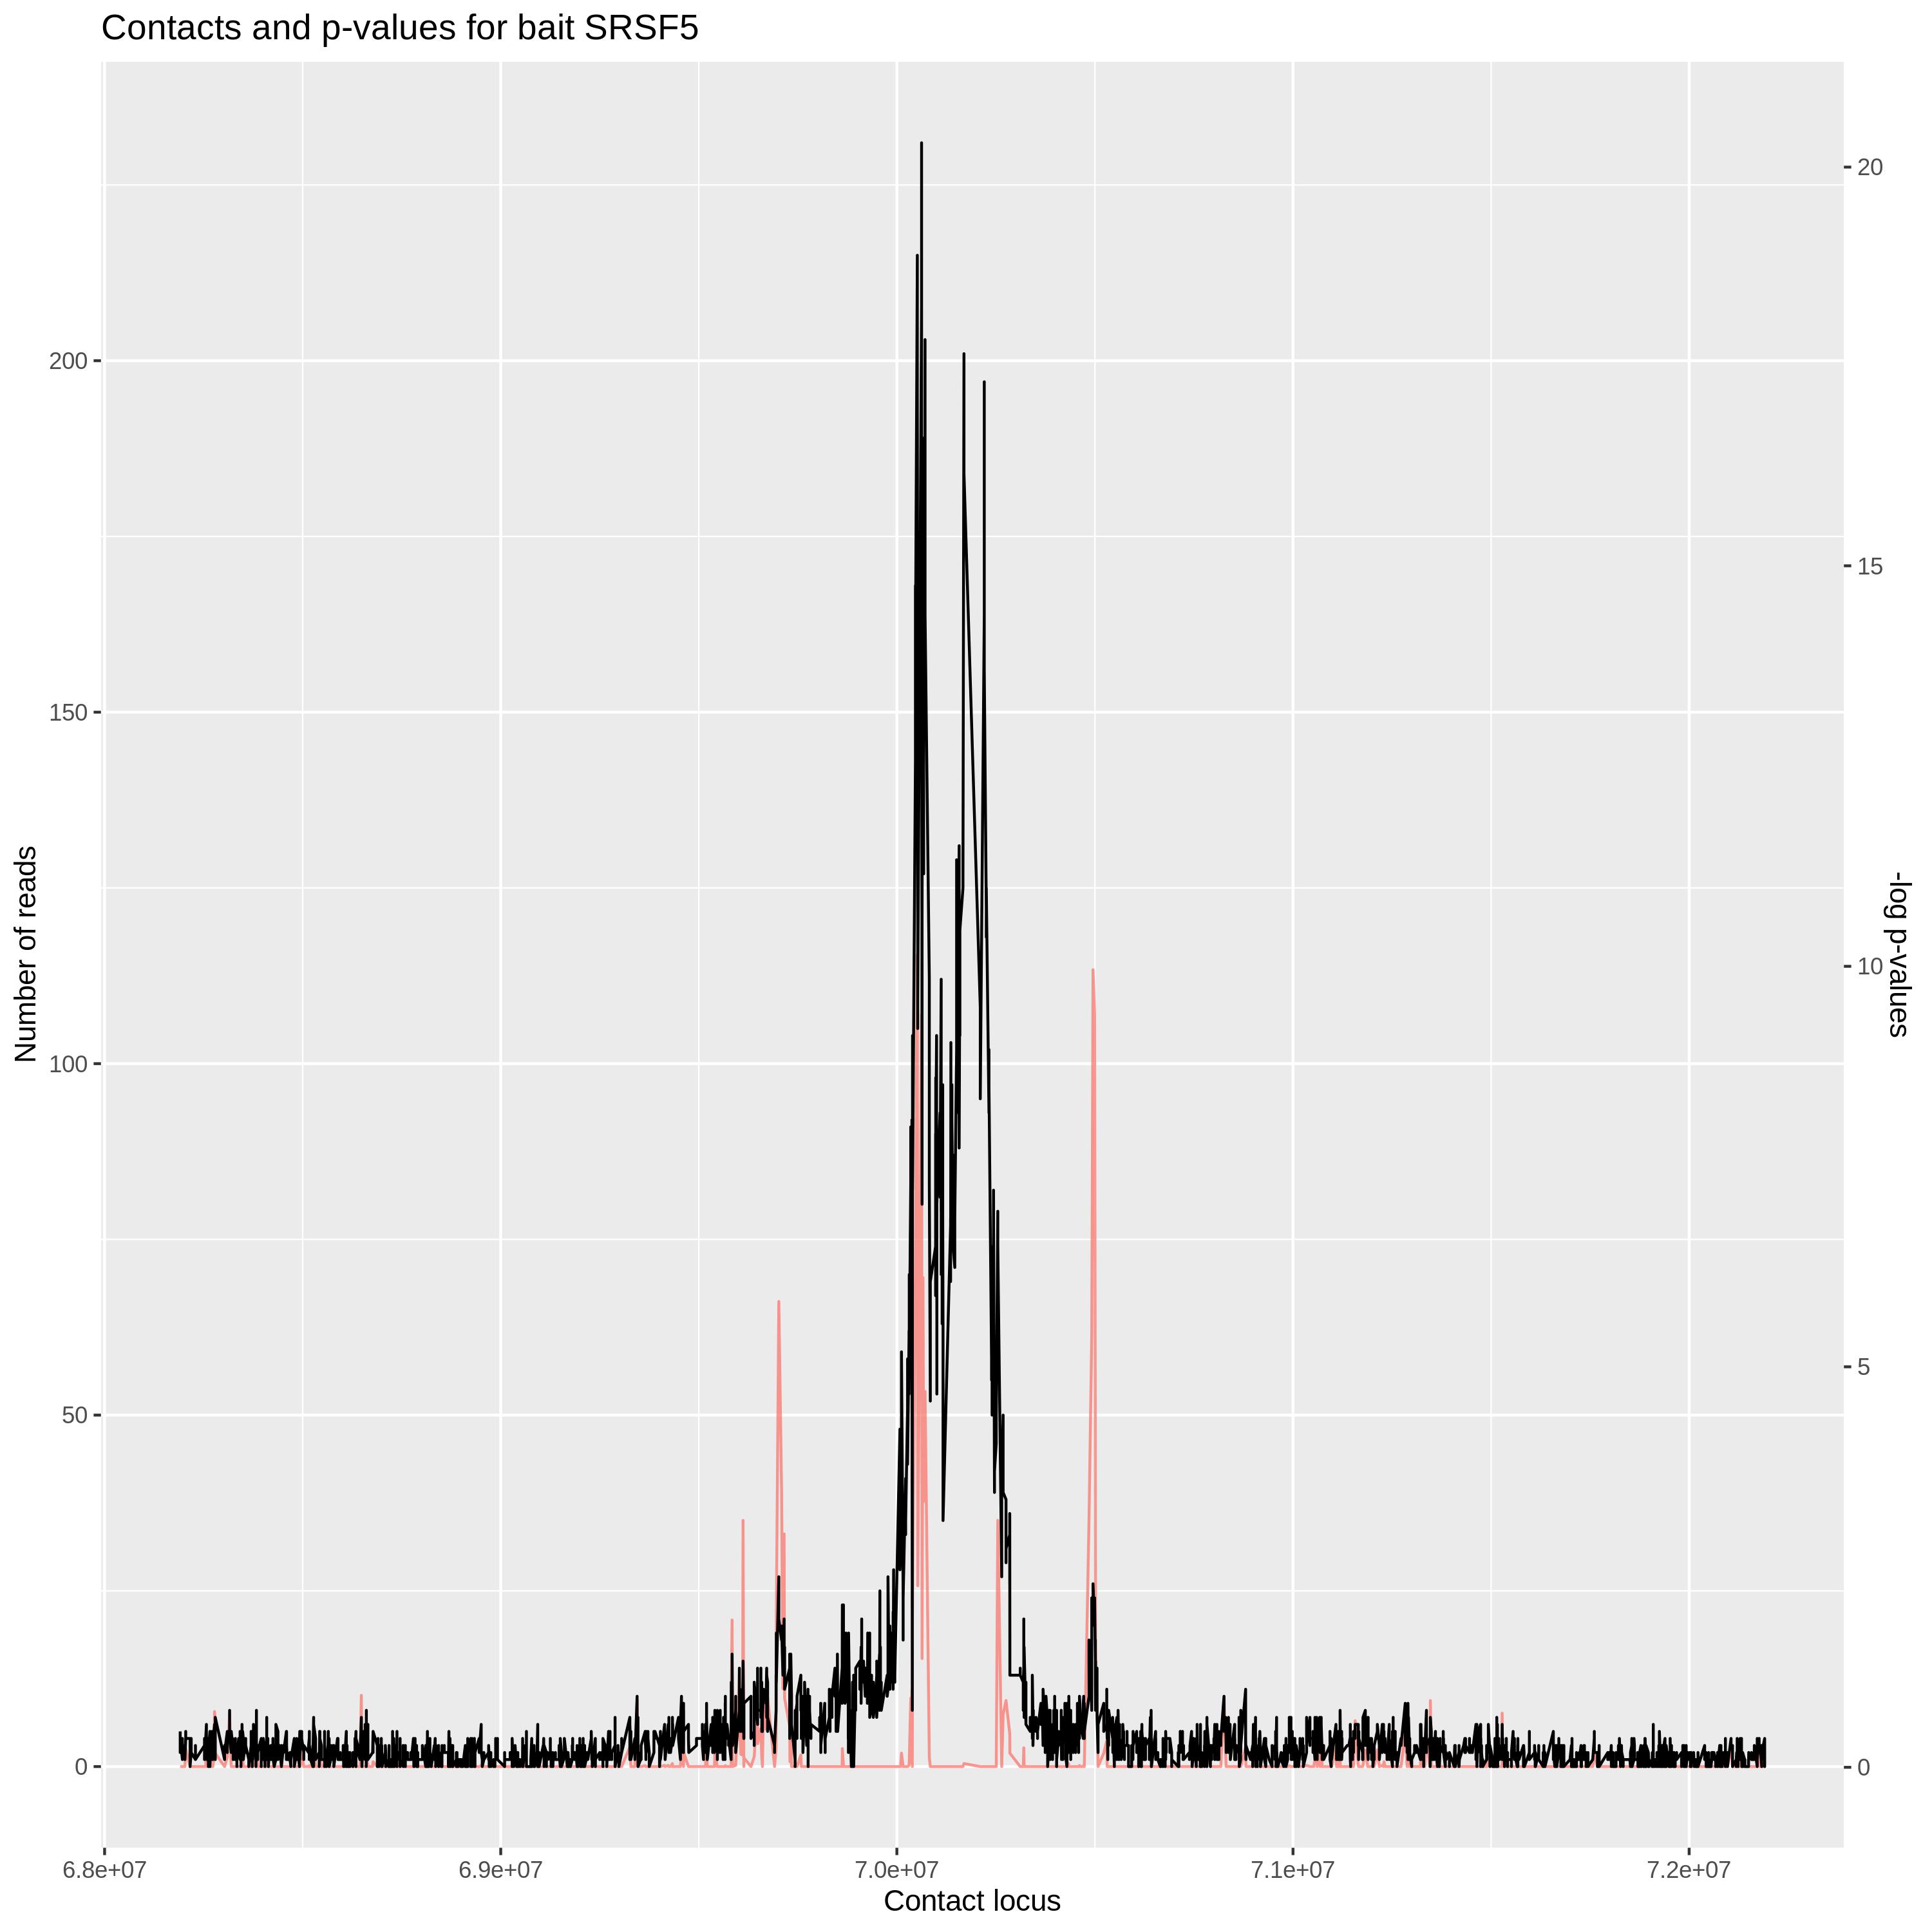 Contacts and p-values for bait SRSF5
Number of reads
200
150
100
50
0
20
15
10
5
0
-log p-values
6.8e+07 6.9e+07 7.0e+07 7.1e+07 7.2e+07
Contact locus